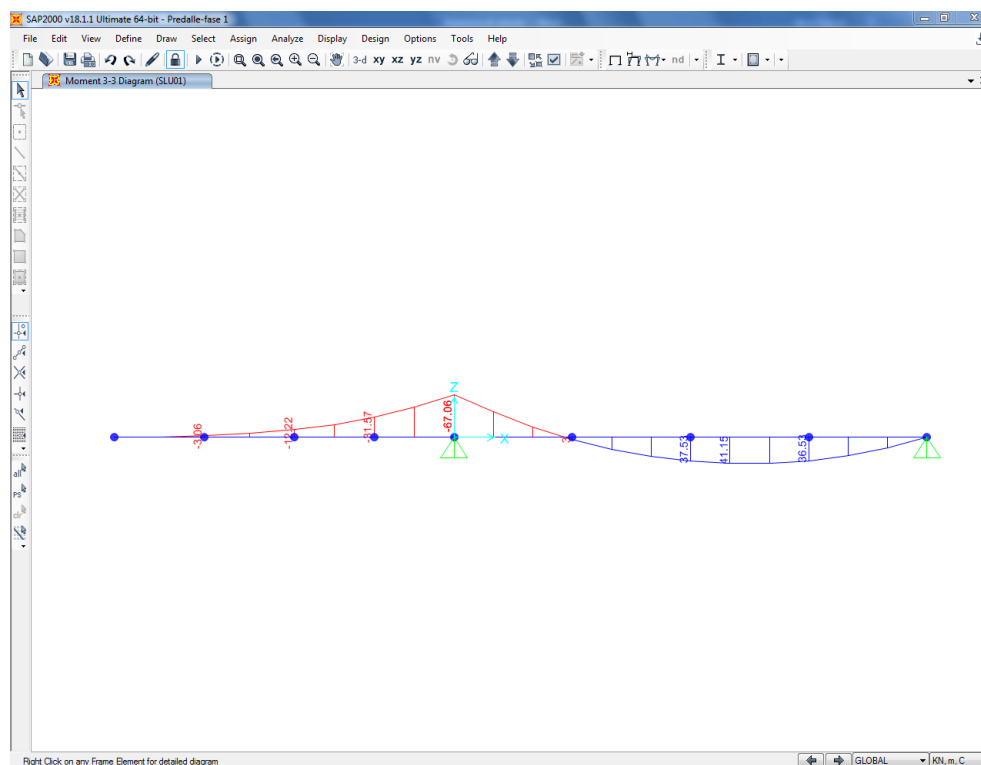 SAP2000 v18.1.1 Ultimate 64-bit - Predalle-fase 1
File Edit View Define Draw Select Assign Analyze Display Design Options Tools Help
3-d xy xz yz nv nd
Moment 3-3 Diagram (SLU01)
Z
X
-3.06
-12.22
-31.57
-67.06
37.53
41.15
36.53
all
PS
clr
Right Click on any Frame Element for detailed diagram
GLOBAL
KN, m, C